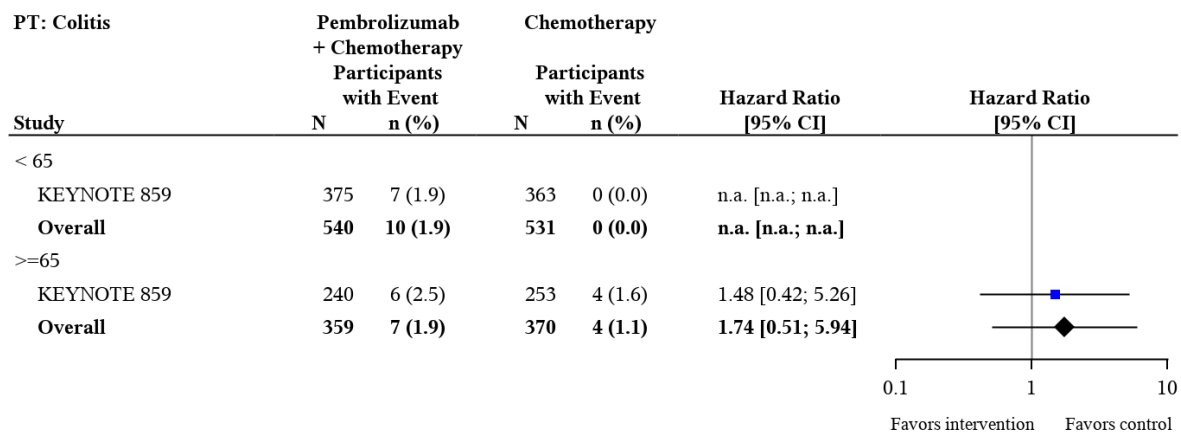 PT: Colitis Pembrolizumab Chemotherapy
+ Chemotherapy
Participants Participants
with Event with Event Hazard Ratio Hazard Ratio
Study N n (%) N n (%) [95% CI] [95% CI]
< 65
KEYNOTE 859 375 7 (1.9) 363 0 (0.0) n.a. [n.a.; n.a.]
Overall 540 10 (1.9) 531 0 (0.0) n.a. [n.a.; n.a.]
>=65
KEYNOTE 859 240 6 (2.5) 253 4 (1.6) 1.48 [0.42; 5.26]
Overall 359 7 (1.9) 370 4 (1.1) 1.74 [0.51; 5.94]
0.1 1 10
Favors intervention Favors control